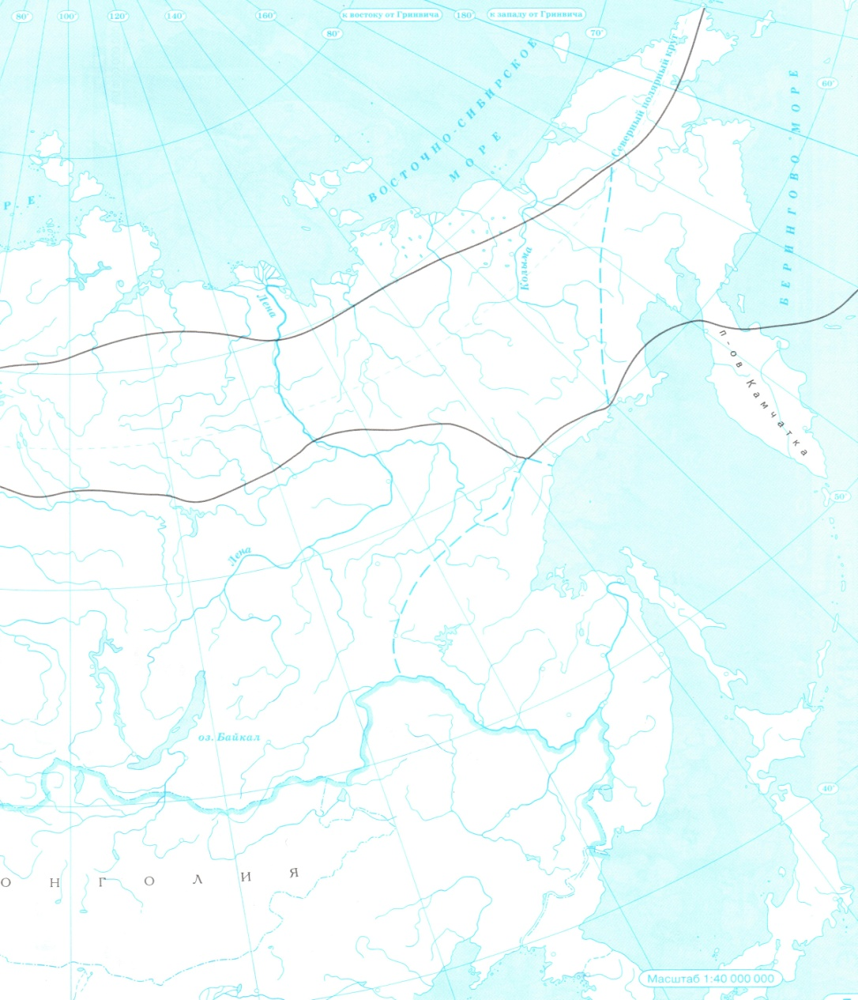 80° 100° 120° 140° 160° к востоку от Гринвича 180° к западу от Гринвича
80°
70°
60°
ВОСТОЧНО-СИБИРСКОЕ
МОРЕ
Северный полярный круг
БЕРИНГОВО МОРЕ
РЕ
Колыма
Лена
п-ов Камчатка
50°
Лена
оз. Байкал
40°
ОНГОЛИЯ
Масштаб 1:40 000 000